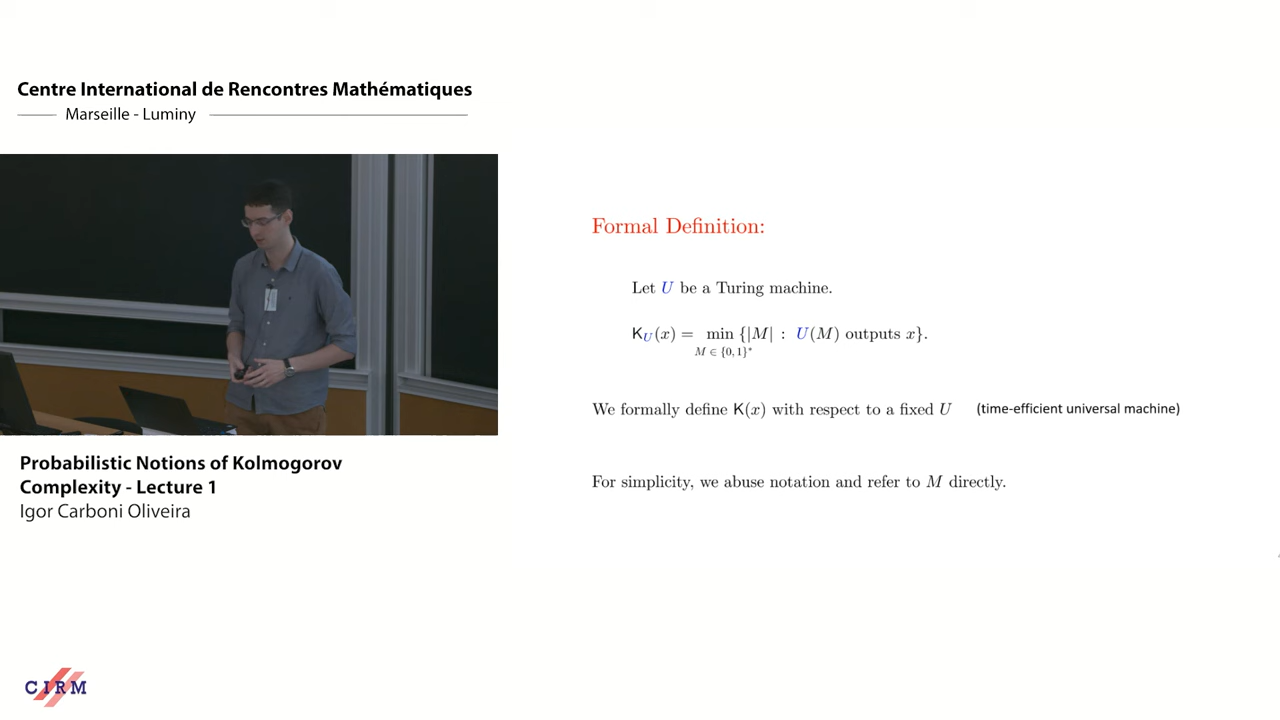 Centre International de Rencontres Mathématiques
Marseille - Luminy
Formal Definition:
Let U be a Turing machine.
K_U(x) = min_{M ∈ {0,1}*} {|M| : U(M) outputs x}.
We formally define K(x) with respect to a fixed U (time-efficient universal machine)
For simplicity, we abuse notation and refer to M directly.
Probabilistic Notions of Kolmogorov
Complexity - Lecture 1
Igor Carboni Oliveira
CIRM